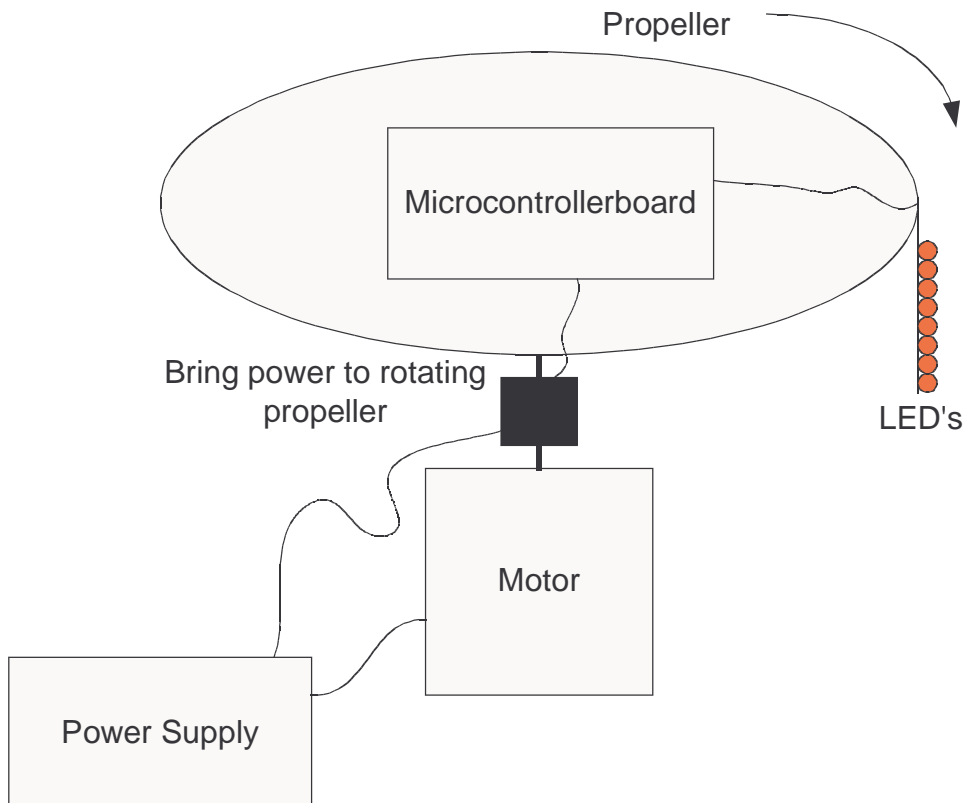 Propeller
Microcontrollerboard
Bring power to rotating
propeller
LED's
Motor
Power Supply